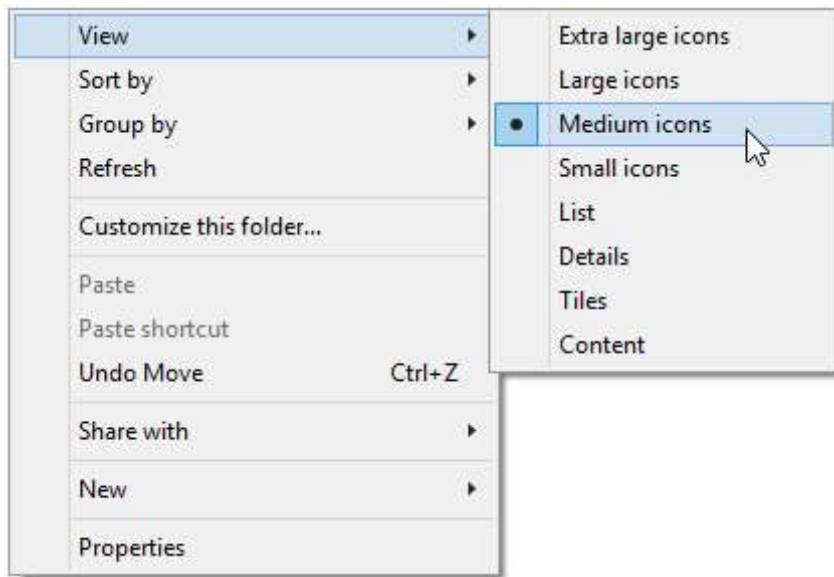 View
Sort by
Group by
Refresh
Customize this folder...
Paste
Paste shortcut
Undo Move Ctrl+Z
Share with
New
Properties
Extra large icons
Large icons
Medium icons
Small icons
List
Details
Tiles
Content